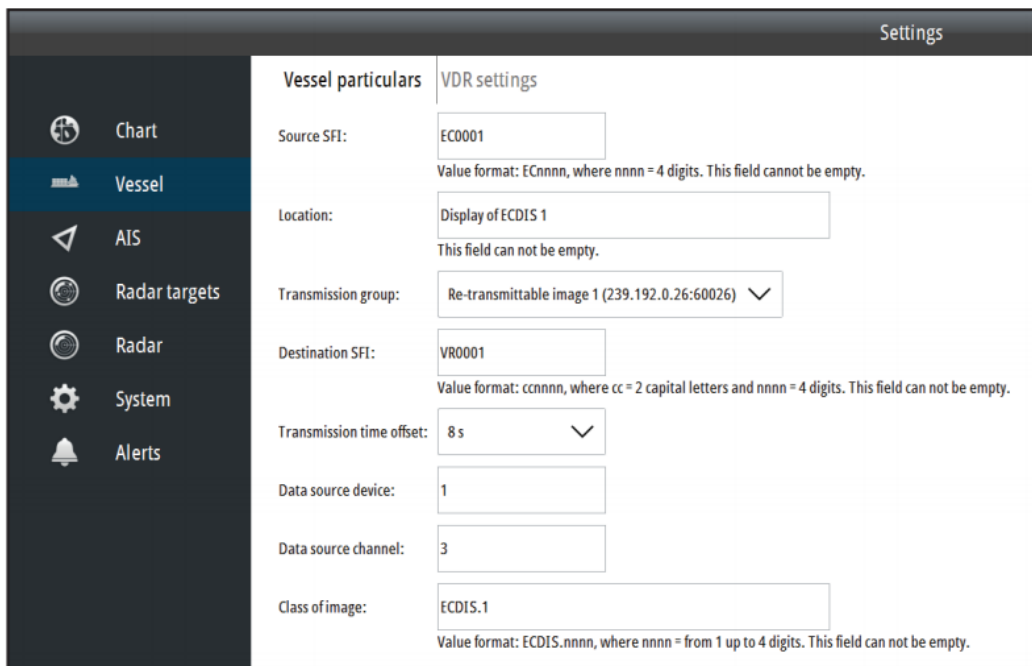 Settings
Vessel particulars VDR settings
Chart
Vessel
AIS
Radar targets
Radar
System
Alerts
Source SFI: EC0001
Value format: ECnnnn, where nnnn = 4 digits. This field cannot be empty.
Location: Display of ECDIS 1
This field can not be empty.
Transmission group: Re-transmittable image 1 (239.192.0.26:60026)
Destination SFI: VR0001
Value format: ccnnnn, where cc = 2 capital letters and nnnn = 4 digits. This field can not be empty.
Transmission time offset: 8 s
Data source device: 1
Data source channel: 3
Class of image: ECDIS.1
Value format: ECDIS.nnnn, where nnnn = from 1 up to 4 digits. This field can not be empty.